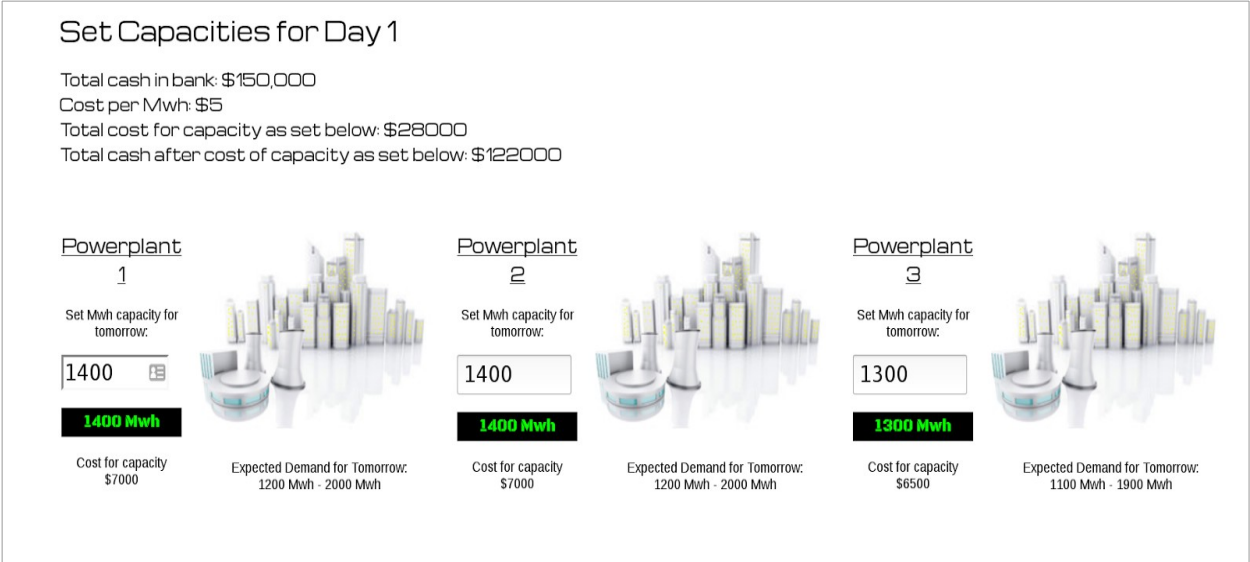 Set Capacities for Day 1
Total cash in bank: $150,000
Cost per Mwh: $5
Total cost for capacity as set below: $28000
Total cash after cost of capacity as set below: $122000
Powerplant
1
Set Mwh capacity for
tomorrow:
1400
1400 Mwh
Cost for capacity
$7000
Expected Demand for Tomorrow:
1200 Mwh - 2000 Mwh
Powerplant
2
Set Mwh capacity for
tomorrow:
1400
1400 Mwh
Cost for capacity
$7000
Expected Demand for Tomorrow:
1200 Mwh - 2000 Mwh
Powerplant
3
Set Mwh capacity for
tomorrow:
1300
1300 Mwh
Cost for capacity
$6500
Expected Demand for Tomorrow:
1100 Mwh - 1900 Mwh